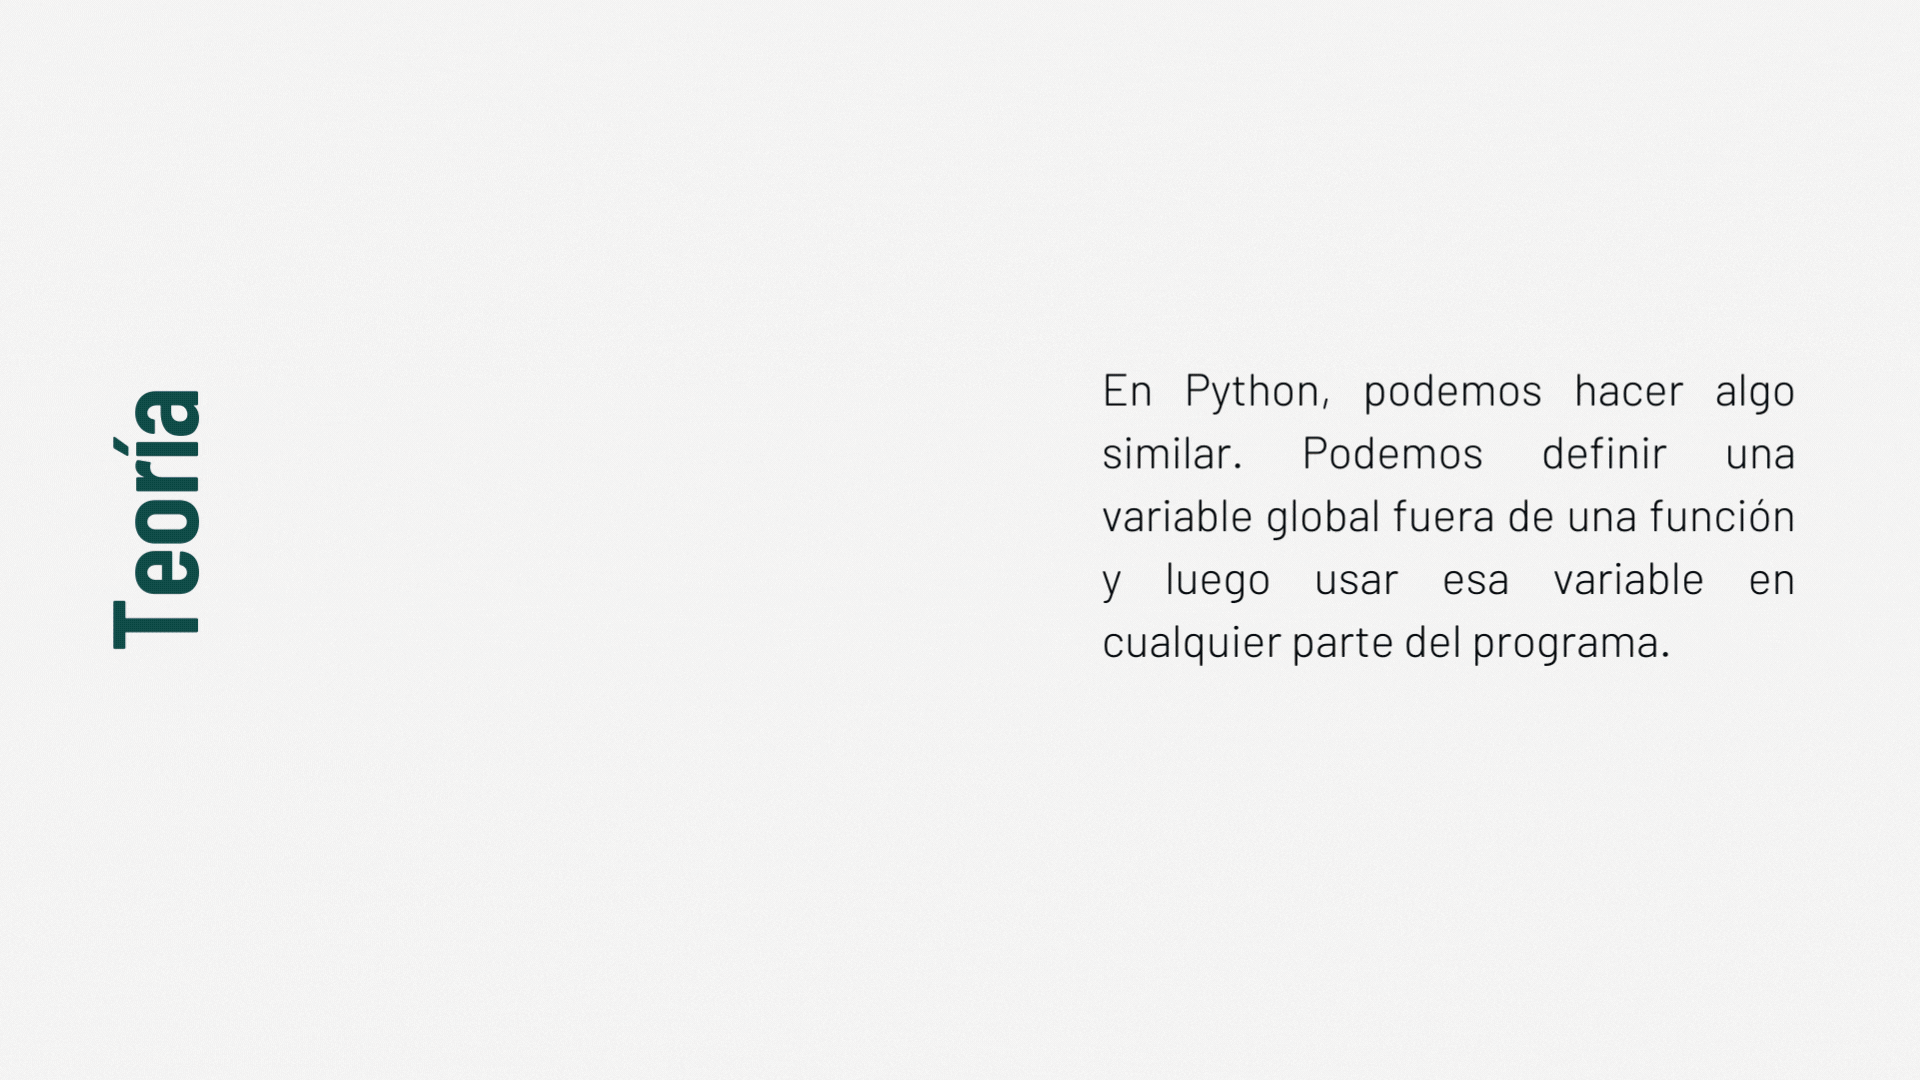 Teoría
En Python, podemos hacer algo
similar. Podemos definir una
variable global fuera de una función
y luego usar esa variable en
cualquier parte del programa.